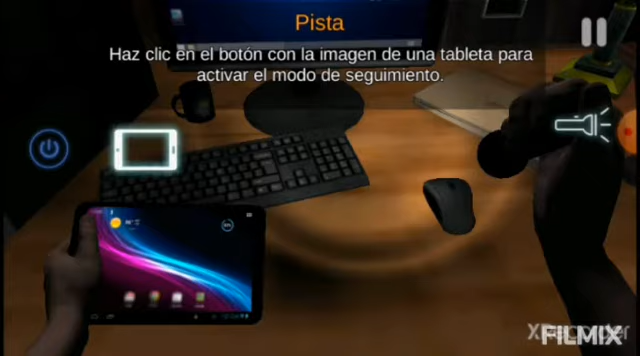 Pista
Haz clic en el botón con la imagen de una tableta para
activar el modo de seguimiento.
FILMIX